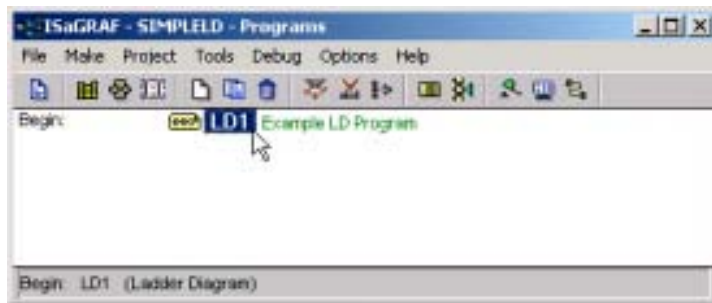 ISaGRAF - SIMPLELD - Programs
File Make Project Tools Debug Options Help
Begin: LD1 Example LD Program
Begin: LD1 (Ladder Diagram)